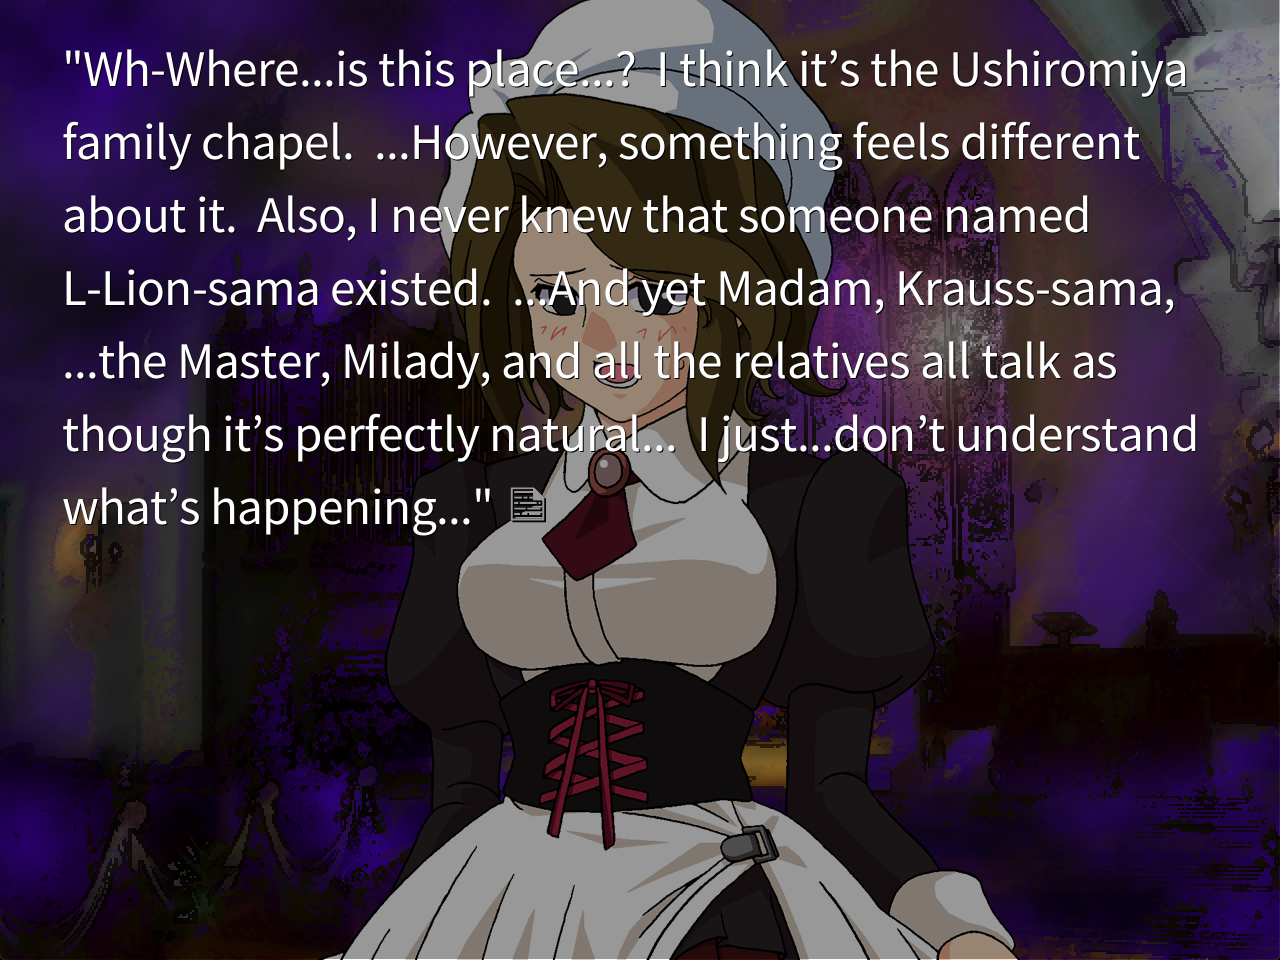 "Wh-Where...is this place...?  I think it’s the Ushiromiya
family chapel.  ...However, something feels different
about it.  Also, I never knew that someone named
L-Lion-sama existed.  ...And yet Madam, Krauss-sama,
...the Master, Milady, and all the relatives all talk as
though it’s perfectly natural...  I just...don’t understand
what’s happening..."